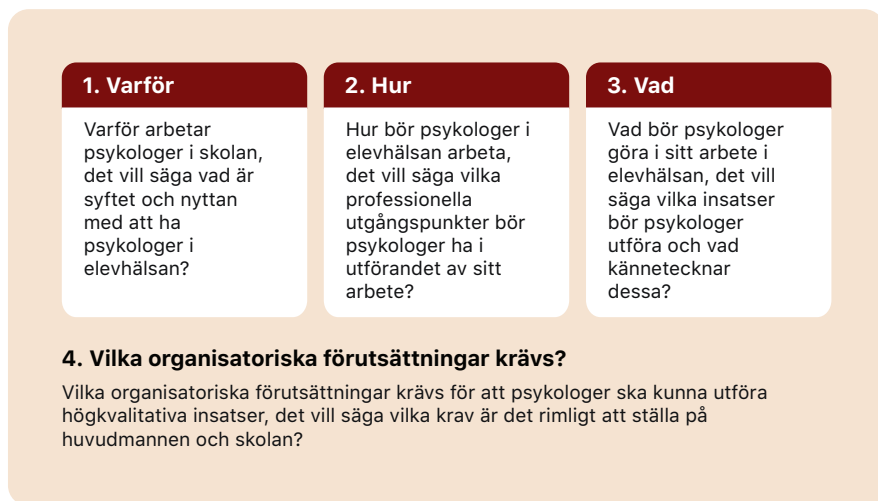 1. Varför
Varför arbetar
psykologer i skolan,
det vill säga vad är
syftet och nyttan
med att ha
psykologer i
elevhälsan?
2. Hur
Hur bör psykologer i
elevhälsan arbeta,
det vill säga vilka
professionella
utgångspunkter bör
psykologer ha i
utförandet av sitt
arbete?
3. Vad
Vad bör psykologer
göra i sitt arbete i
elevhälsan, det vill
säga vilka insatser
bör psykologer
utföra och vad
kännetecknar
dessa?
4. Vilka organisatoriska förutsättningar krävs?
Vilka organisatoriska förutsättningar krävs för att psykologer ska kunna utföra
högkvalitativa insatser, det vill säga vilka krav är det rimligt att ställa på
huvudmannen och skolan?